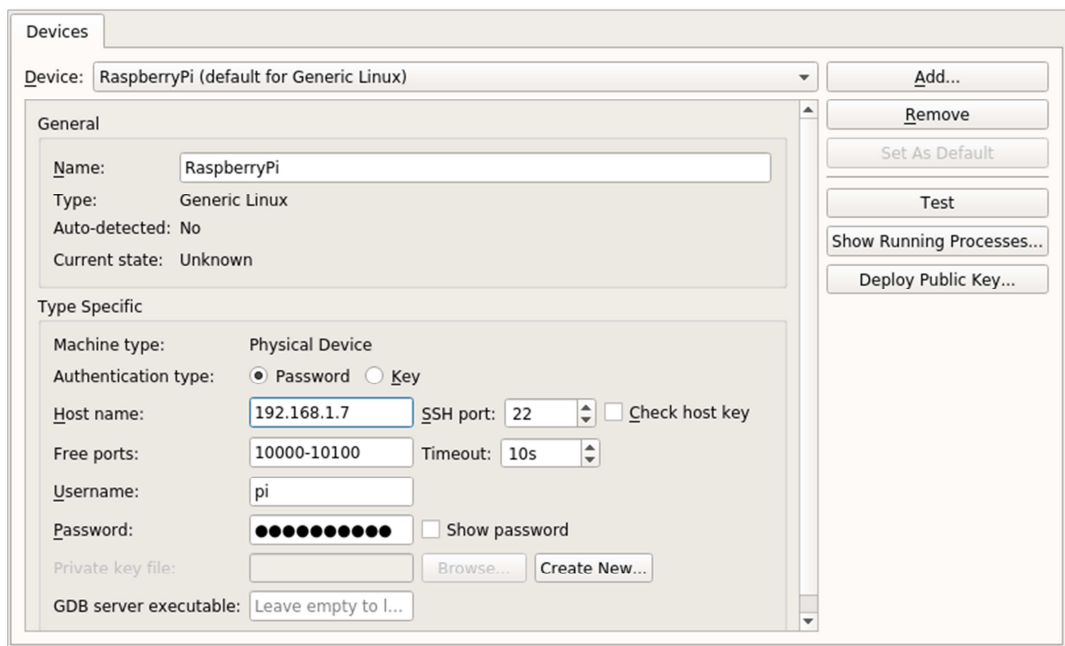 Devices
Device: RaspberryPi (default for Generic Linux) Add...
Remove
Set As Default
Test
Show Running Processes...
Deploy Public Key...
General
Name: RaspberryPi
Type: Generic Linux
Auto-detected: No
Current state: Unknown
Type Specific
Machine type: Physical Device
Authentication type: Password Key
Host name: 192.168.1.7 SSH port: 22 Check host key
Free ports: 10000-10100 Timeout: 10s
Username: pi
Password: ●●●●●●●●●● Show password
Private key file: Browse... Create New...
GDB server executable: Leave empty to l...